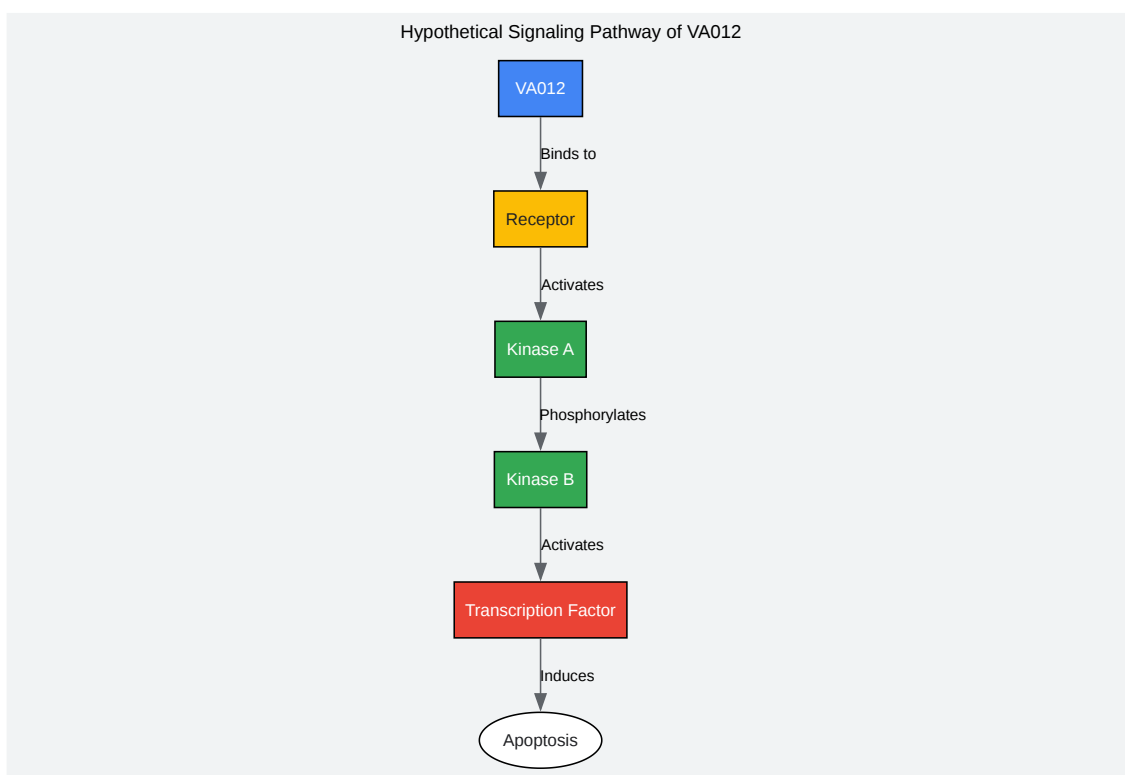 Hypothetical Signaling Pathway of VA012
VA012
Binds to
Receptor
Activates
Kinase A
Phosphorylates
Kinase B
Activates
Transcription Factor
Induces
Apoptosis